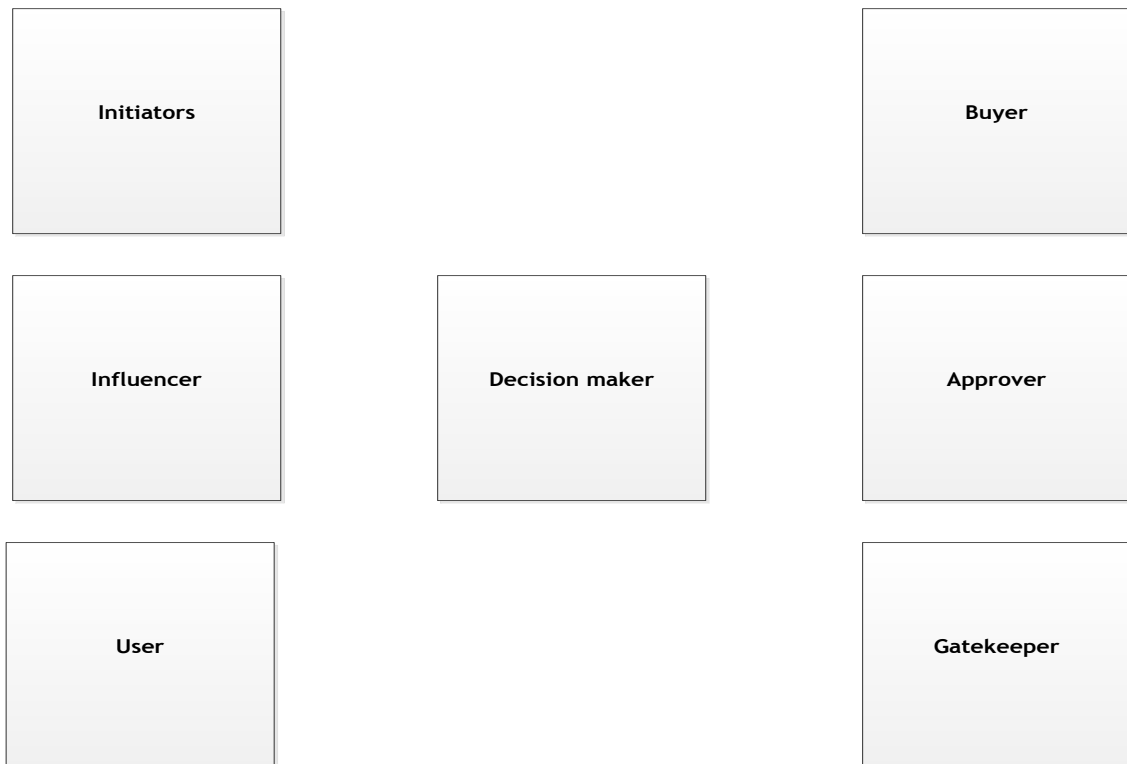 Initiators
Buyer
Influencer
Decision maker
Approver
User
Gatekeeper